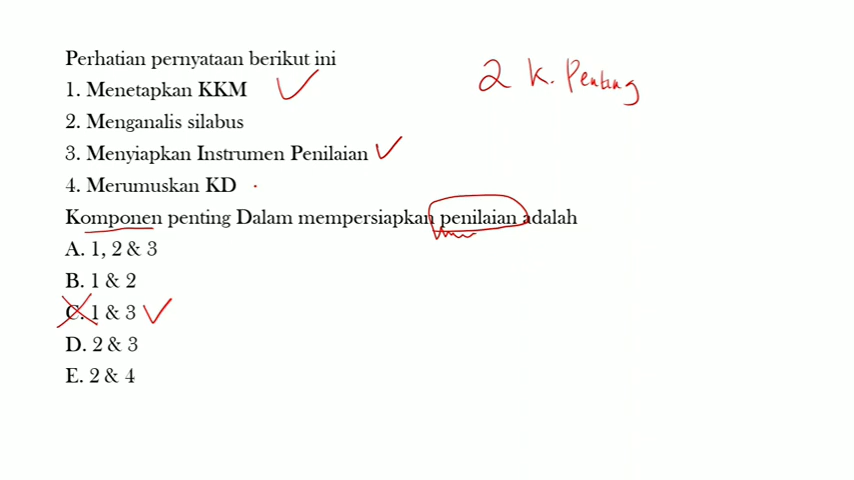 Perhatian pernyataan berikut ini
1. Menetapkan KKM
2 K. Penting
2. Menganalis silabus
3. Menyiapkan Instrumen Penilaian
4. Merumuskan KD
Komponen penting Dalam mempersiapkan penilaian adalah
A. 1, 2 & 3
B. 1 & 2
C. 1 & 3
D. 2 & 3
E. 2 & 4